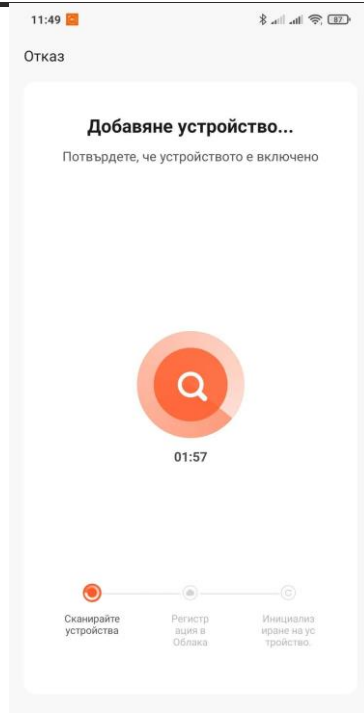 11:49
87
Отказ
Добавяне устройство...
Потвърдете, че устройството е включено
01:57
Сканирайте
устройства
Регистр
ация в
Облака
Инициализ
иране на ус
тройство.